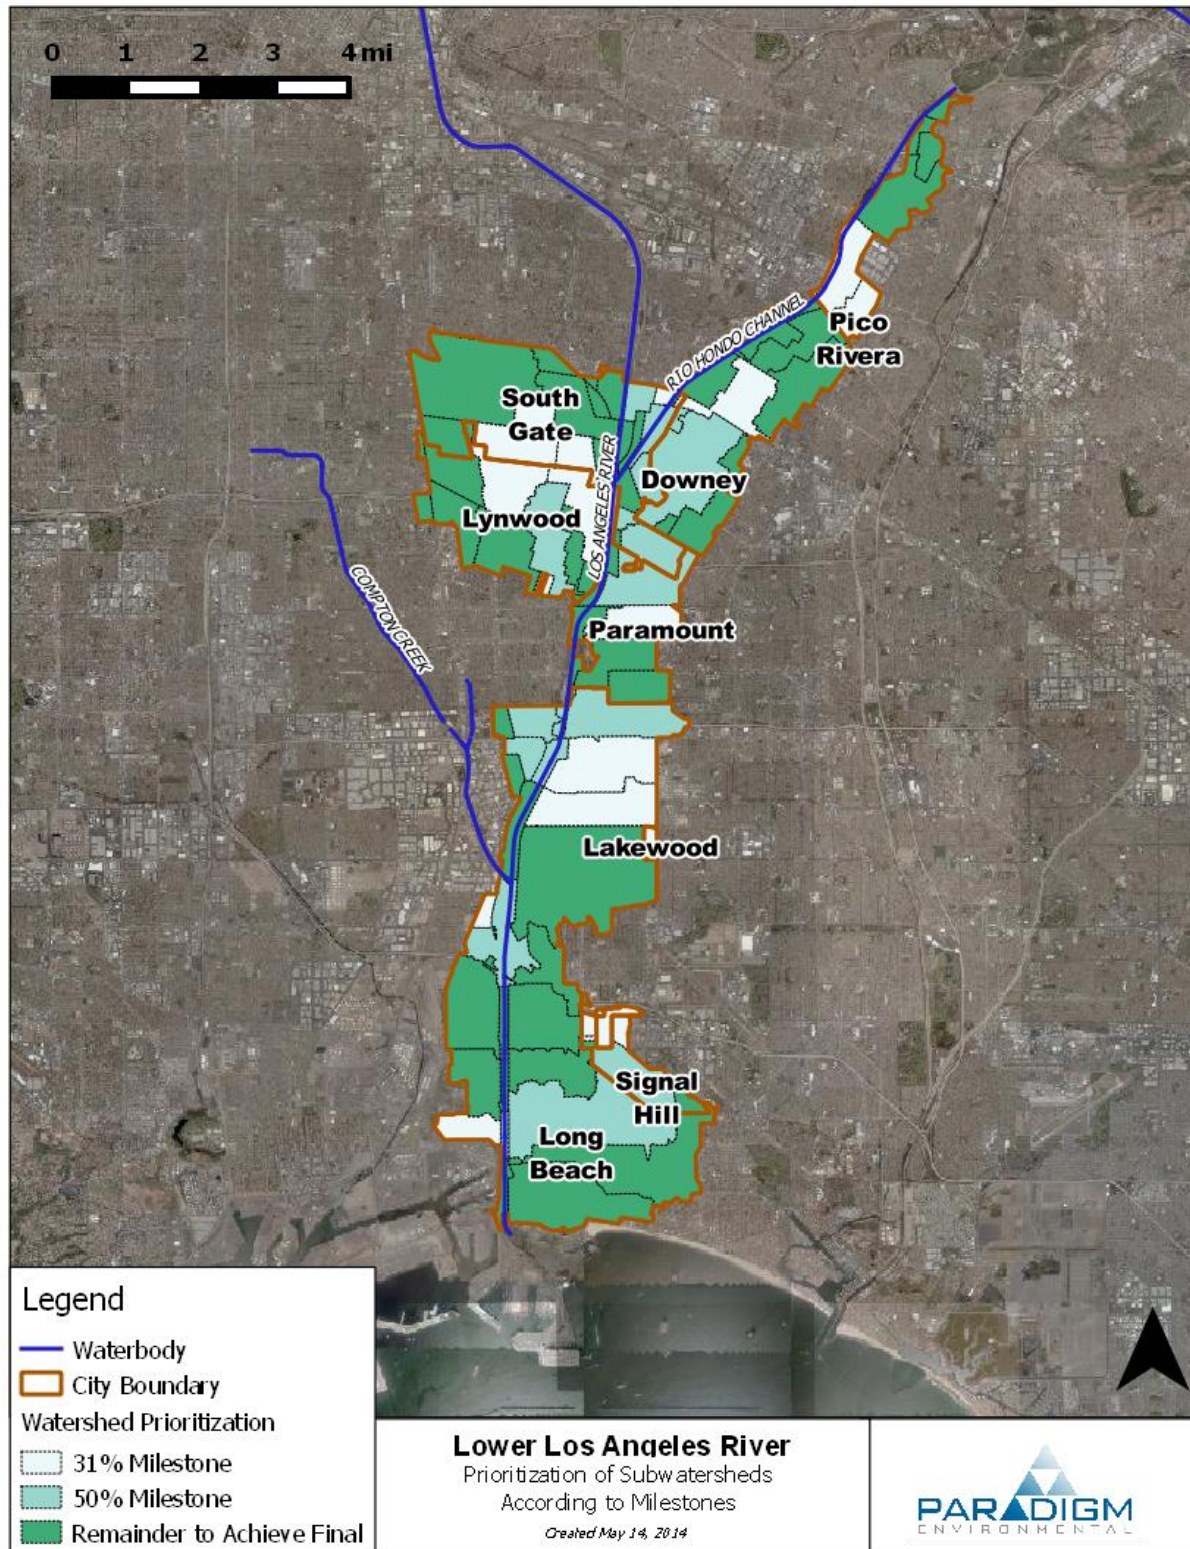 0 1 2 3 4 mi
RIO HONDO CHANNEL
Pico
Rivera
South
Gate
LOS ANGELES RIVER
Downey
Lynwood
COMPTON CREEK
Paramount
Lakewood
Signal
Hill
Long
Beach
Legend
Waterbody
City Boundary
Watershed Prioritization
31% Milestone
50% Milestone
Remainder to Achieve Final
Lower Los Angeles River
Prioritization of Subwatersheds
According to Milestones
Created May 14, 2014
PARADIGM
ENVIRONMENTAL